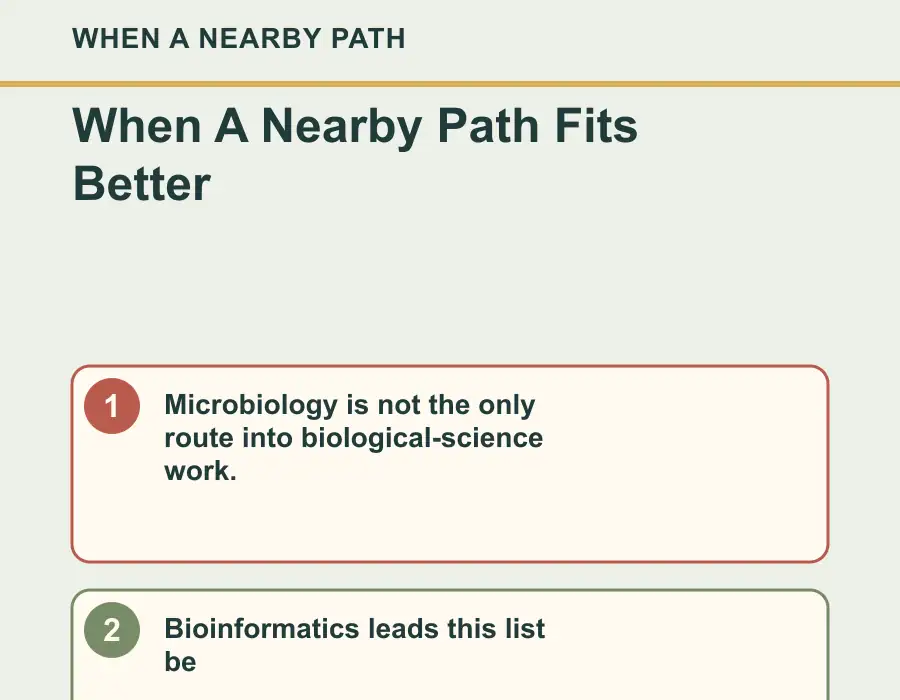 WHEN A NEARBY PATH
When A Nearby Path Fits
Better
1
Microbiology is not the only
route into biological-science
work.
2
Bioinformatics leads this list
be